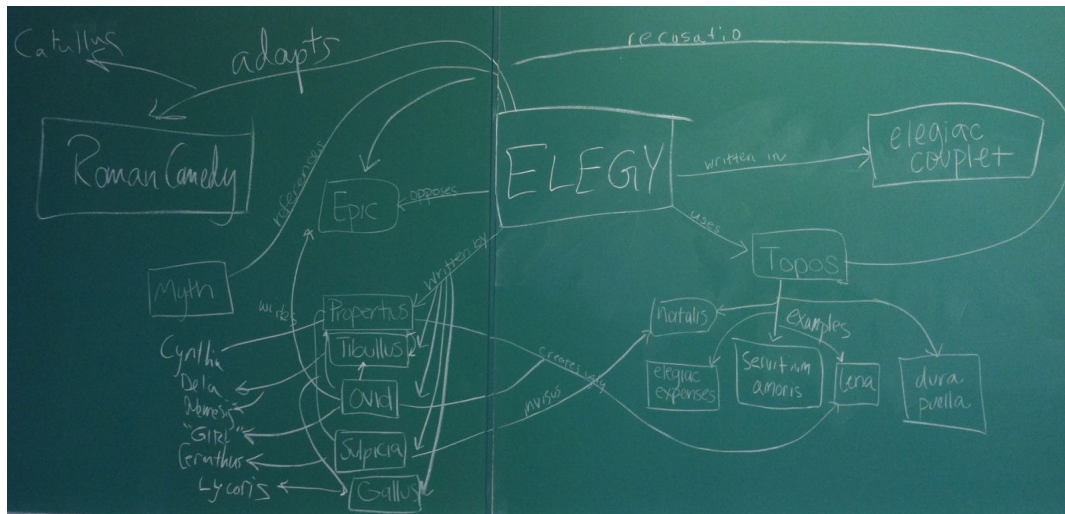 Catullus
adapts
recusatio
Roman Comedy
references
Epic
opposes
ELEGY
written in
elegiac
couplet
uses
Topos
written by
Myth
writes
Propertius
Tibullus
Ovid
Sulpicia
Gallus
Cynthia
Delia
Nemesis
"GIRL"
Cerinthus
Lycoris
natalis
examples
elegiac
expenses
servitium
amoris
lena
dura
puella
creates
invisus